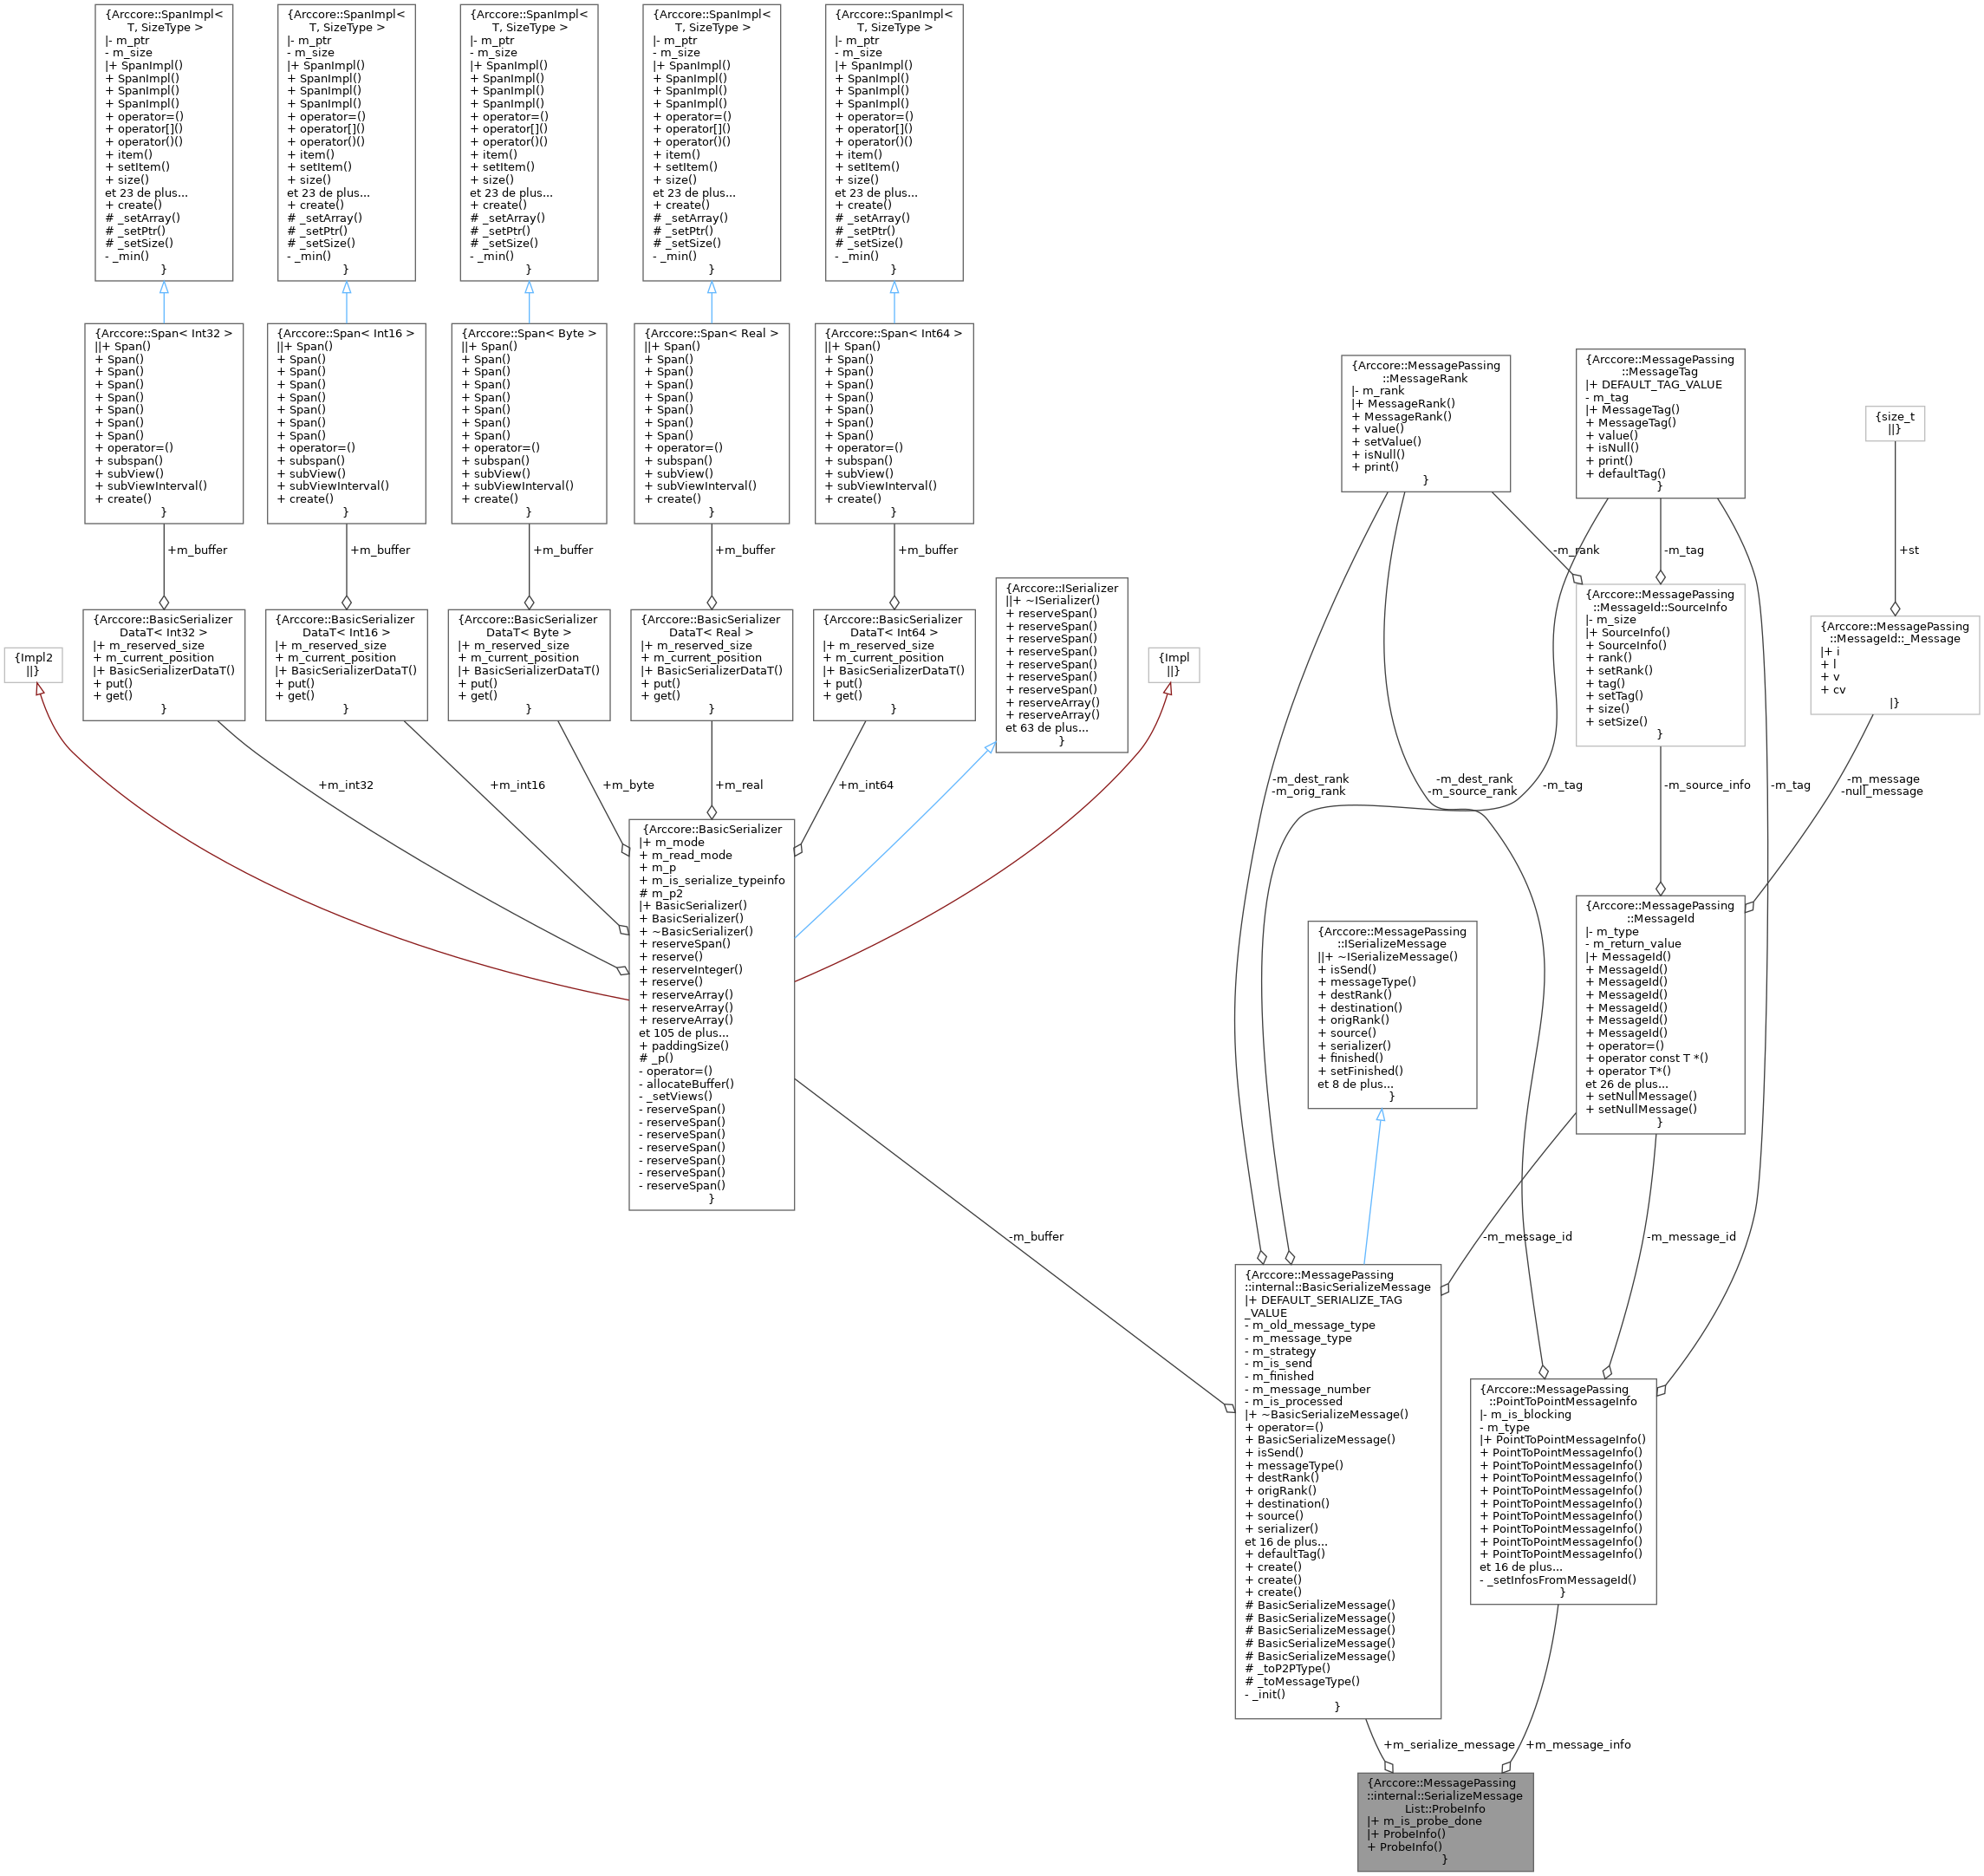 {Arccore::SpanImpl<
T, SizeType >
|- m_ptr
- m_size
|+ SpanImpl()
+ SpanImpl()
+ SpanImpl()
+ SpanImpl()
+ operator=()
+ operator[]()
+ operator()()
+ item()
+ setItem()
+ size()
et 23 de plus...
+ create()
# _setArray()
# _setPtr()
# _setSize()
- _min()
}
{Arccore::SpanImpl<
T, SizeType >
|- m_ptr
- m_size
|+ SpanImpl()
+ SpanImpl()
+ SpanImpl()
+ SpanImpl()
+ operator=()
+ operator[]()
+ operator()()
+ item()
+ setItem()
+ size()
et 23 de plus...
+ create()
# _setArray()
# _setPtr()
# _setSize()
- _min()
}
{Arccore::SpanImpl<
T, SizeType >
|- m_ptr
- m_size
|+ SpanImpl()
+ SpanImpl()
+ SpanImpl()
+ SpanImpl()
+ operator=()
+ operator[]()
+ operator()()
+ item()
+ setItem()
+ size()
et 23 de plus...
+ create()
# _setArray()
# _setPtr()
# _setSize()
- _min()
}
{Arccore::SpanImpl<
T, SizeType >
|- m_ptr
- m_size
|+ SpanImpl()
+ SpanImpl()
+ SpanImpl()
+ SpanImpl()
+ operator=()
+ operator[]()
+ operator()()
+ item()
+ setItem()
+ size()
et 23 de plus...
+ create()
# _setArray()
# _setPtr()
# _setSize()
- _min()
}
{Arccore::SpanImpl<
T, SizeType >
|- m_ptr
- m_size
|+ SpanImpl()
+ SpanImpl()
+ SpanImpl()
+ SpanImpl()
+ operator=()
+ operator[]()
+ operator()()
+ item()
+ setItem()
+ size()
et 23 de plus...
+ create()
# _setArray()
# _setPtr()
# _setSize()
- _min()
}
{Arccore::Span< Int32 >
||+ Span()
+ Span()
+ Span()
+ Span()
+ Span()
+ Span()
+ Span()
+ Span()
+ operator=()
+ subspan()
+ subView()
+ subViewInterval()
+ create()
}
{Arccore::Span< Int16 >
||+ Span()
+ Span()
+ Span()
+ Span()
+ Span()
+ Span()
+ Span()
+ Span()
+ operator=()
+ subspan()
+ subView()
+ subViewInterval()
+ create()
}
{Arccore::Span< Byte >
||+ Span()
+ Span()
+ Span()
+ Span()
+ Span()
+ Span()
+ Span()
+ Span()
+ operator=()
+ subspan()
+ subView()
+ subViewInterval()
+ create()
}
{Arccore::Span< Real >
||+ Span()
+ Span()
+ Span()
+ Span()
+ Span()
+ Span()
+ Span()
+ Span()
+ operator=()
+ subspan()
+ subView()
+ subViewInterval()
+ create()
}
{Arccore::Span< Int64 >
||+ Span()
+ Span()
+ Span()
+ Span()
+ Span()
+ Span()
+ Span()
+ Span()
+ operator=()
+ subspan()
+ subView()
+ subViewInterval()
+ create()
}
{Arccore::MessagePassing
::MessageRank
|- m_rank
|+ MessageRank()
+ MessageRank()
+ value()
+ setValue()
+ isNull()
+ print()
}
{Arccore::MessagePassing
::MessageTag
|+ DEFAULT_TAG_VALUE
- m_tag
|+ MessageTag()
+ MessageTag()
+ value()
+ isNull()
+ print()
+ defaultTag()
}
{size_t
||}
+m_buffer
+m_buffer
+m_buffer
+m_buffer
+m_buffer
-m_rank
-m_tag
+st
{Impl2
||}
{Arccore::BasicSerializer
DataT< Int32 >
|+ m_reserved_size
+ m_current_position
|+ BasicSerializerDataT()
+ put()
+ get()
}
{Arccore::BasicSerializer
DataT< Int16 >
|+ m_reserved_size
+ m_current_position
|+ BasicSerializerDataT()
+ put()
+ get()
}
{Arccore::BasicSerializer
DataT< Byte >
|+ m_reserved_size
+ m_current_position
|+ BasicSerializerDataT()
+ put()
+ get()
}
{Arccore::BasicSerializer
DataT< Real >
|+ m_reserved_size
+ m_current_position
|+ BasicSerializerDataT()
+ put()
+ get()
}
{Arccore::BasicSerializer
DataT< Int64 >
|+ m_reserved_size
+ m_current_position
|+ BasicSerializerDataT()
+ put()
+ get()
}
{Arccore::ISerializer
||+ ~ISerializer()
+ reserveSpan()
+ reserveSpan()
+ reserveSpan()
+ reserveSpan()
+ reserveSpan()
+ reserveSpan()
+ reserveSpan()
+ reserveArray()
+ reserveArray()
et 63 de plus...
}
{Impl
||}
{Arccore::MessagePassing
::MessageId::SourceInfo
|- m_size
|+ SourceInfo()
+ SourceInfo()
+ rank()
+ setRank()
+ tag()
+ setTag()
+ size()
+ setSize()
}
{Arccore::MessagePassing
::MessageId::_Message
|+ i
+ l
+ v
+ cv
|}
+m_int32
+m_int16
+m_byte
+m_real
+m_int64
-m_dest_rank
-m_orig_rank
-m_dest_rank
-m_source_rank
-m_tag
-m_source_info
-m_tag
-m_message
-null_message
{Arccore::BasicSerializer
|+ m_mode
+ m_read_mode
+ m_p
+ m_is_serialize_typeinfo
# m_p2
|+ BasicSerializer()
+ BasicSerializer()
+ ~BasicSerializer()
+ reserveSpan()
+ reserve()
+ reserveInteger()
+ reserve()
+ reserveArray()
+ reserveArray()
+ reserveArray()
et 105 de plus...
+ paddingSize()
# _p()
- operator=()
- allocateBuffer()
- _setViews()
- reserveSpan()
- reserveSpan()
- reserveSpan()
- reserveSpan()
- reserveSpan()
- reserveSpan()
- reserveSpan()
}
{Arccore::MessagePassing
::ISerializeMessage
||+ ~ISerializeMessage()
+ isSend()
+ messageType()
+ destRank()
+ destination()
+ origRank()
+ source()
+ serializer()
+ finished()
+ setFinished()
et 8 de plus...
}
{Arccore::MessagePassing
::MessageId
|- m_type
- m_return_value
|+ MessageId()
+ MessageId()
+ MessageId()
+ MessageId()
+ MessageId()
+ MessageId()
+ MessageId()
+ operator=()
+ operator const T *()
+ operator T*()
et 26 de plus...
+ setNullMessage()
+ setNullMessage()
}
-m_buffer
-m_message_id
-m_message_id
{Arccore::MessagePassing
::internal::BasicSerializeMessage
|+ DEFAULT_SERIALIZE_TAG
_VALUE
- m_old_message_type
- m_message_type
- m_strategy
- m_is_send
- m_finished
- m_message_number
- m_is_processed
|+ ~BasicSerializeMessage()
+ operator=()
+ BasicSerializeMessage()
+ isSend()
+ messageType()
+ destRank()
+ origRank()
+ destination()
+ source()
+ serializer()
et 16 de plus...
+ defaultTag()
+ create()
+ create()
+ create()
# BasicSerializeMessage()
# BasicSerializeMessage()
# BasicSerializeMessage()
# BasicSerializeMessage()
# BasicSerializeMessage()
# _toP2PType()
# _toMessageType()
- _init()
}
{Arccore::MessagePassing
::PointToPointMessageInfo
|- m_is_blocking
- m_type
|+ PointToPointMessageInfo()
+ PointToPointMessageInfo()
+ PointToPointMessageInfo()
+ PointToPointMessageInfo()
+ PointToPointMessageInfo()
+ PointToPointMessageInfo()
+ PointToPointMessageInfo()
+ PointToPointMessageInfo()
+ PointToPointMessageInfo()
+ PointToPointMessageInfo()
et 16 de plus...
- _setInfosFromMessageId()
}
+m_serialize_message
+m_message_info
{Arccore::MessagePassing
::internal::SerializeMessage
List::ProbeInfo
|+ m_is_probe_done
|+ ProbeInfo()
+ ProbeInfo()
}